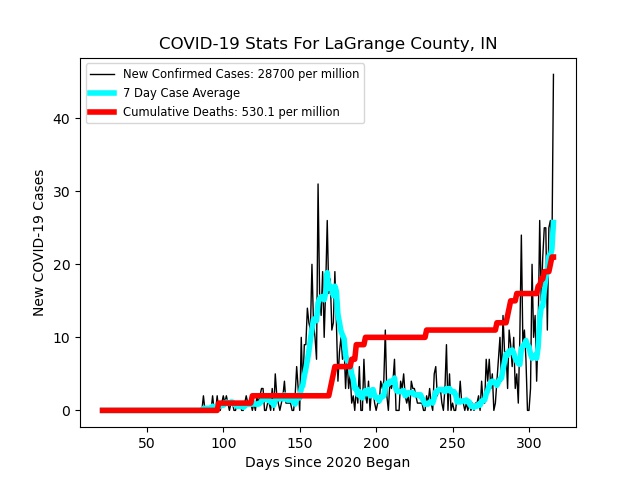 COVID-19 Stats For LaGrange County, IN
New Confirmed Cases: 28700 per million
7 Day Case Average
Cumulative Deaths: 530.1 per million
New COVID-19 Cases
40
30
20
10
0
50 100 150 200 250 300
Days Since 2020 Began